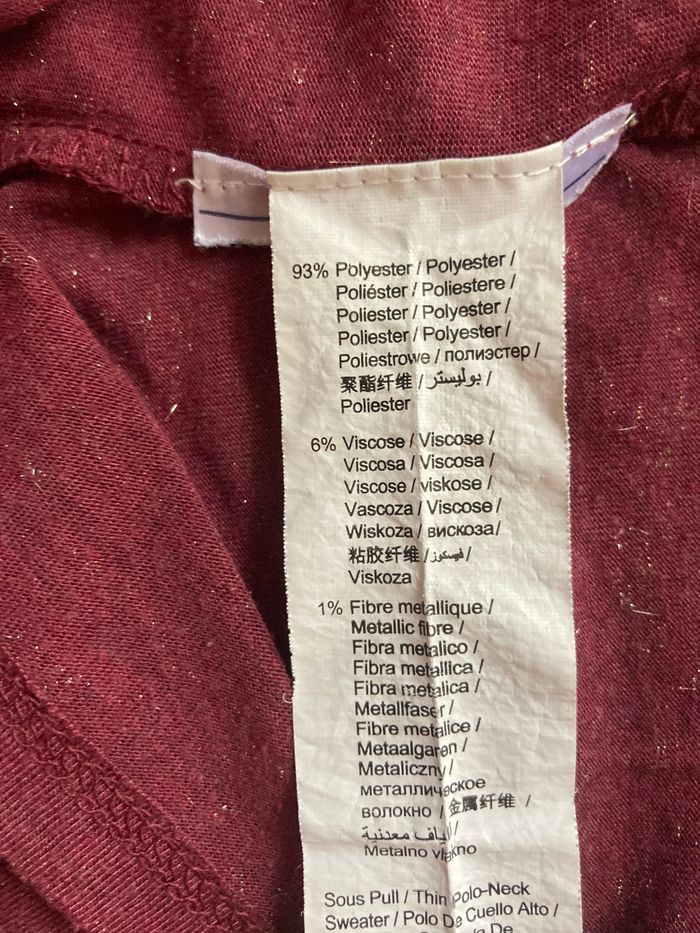 93% Polyester / Polyester /
Poliéster / Poliestere /
Poliester / Polyester /
Poliester / Polyester /
Poliestrowe / полиэстер /
聚酯纤维 / بوليستر /
Poliester
6% Viscose / Viscose /
Viscosa / Viscosa /
Viscose / viskose /
Vascoza / Viscose /
Wiskoza / вискоза/
粘胶纤维 /فيسكوز/
Viskoza
1% Fibre metallique /
Metallic fibre /
Fibra metalico /
Fibra metallica /
Fibra metalica /
Metallfaser /
Fibre metalice /
Metaalgaren /
Metaliczny /
металлическое
волокно / 金属纤维 /
ألياف معدنية /
Metalno vlakno
Sous Pull / Thin Polo-Neck
Sweater / Polo De Cuello Alto /
De